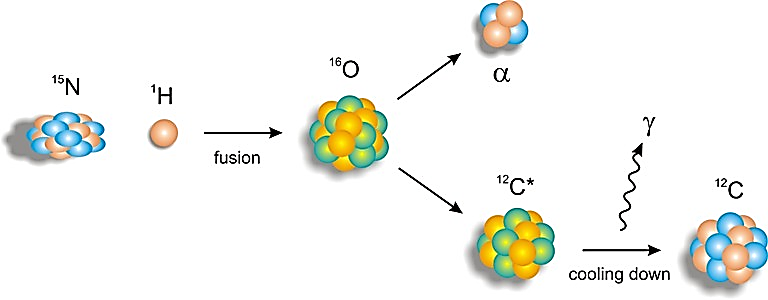 ¹⁵N
¹H
fusion
¹⁶O
α
¹²C*
γ
cooling down
¹²C